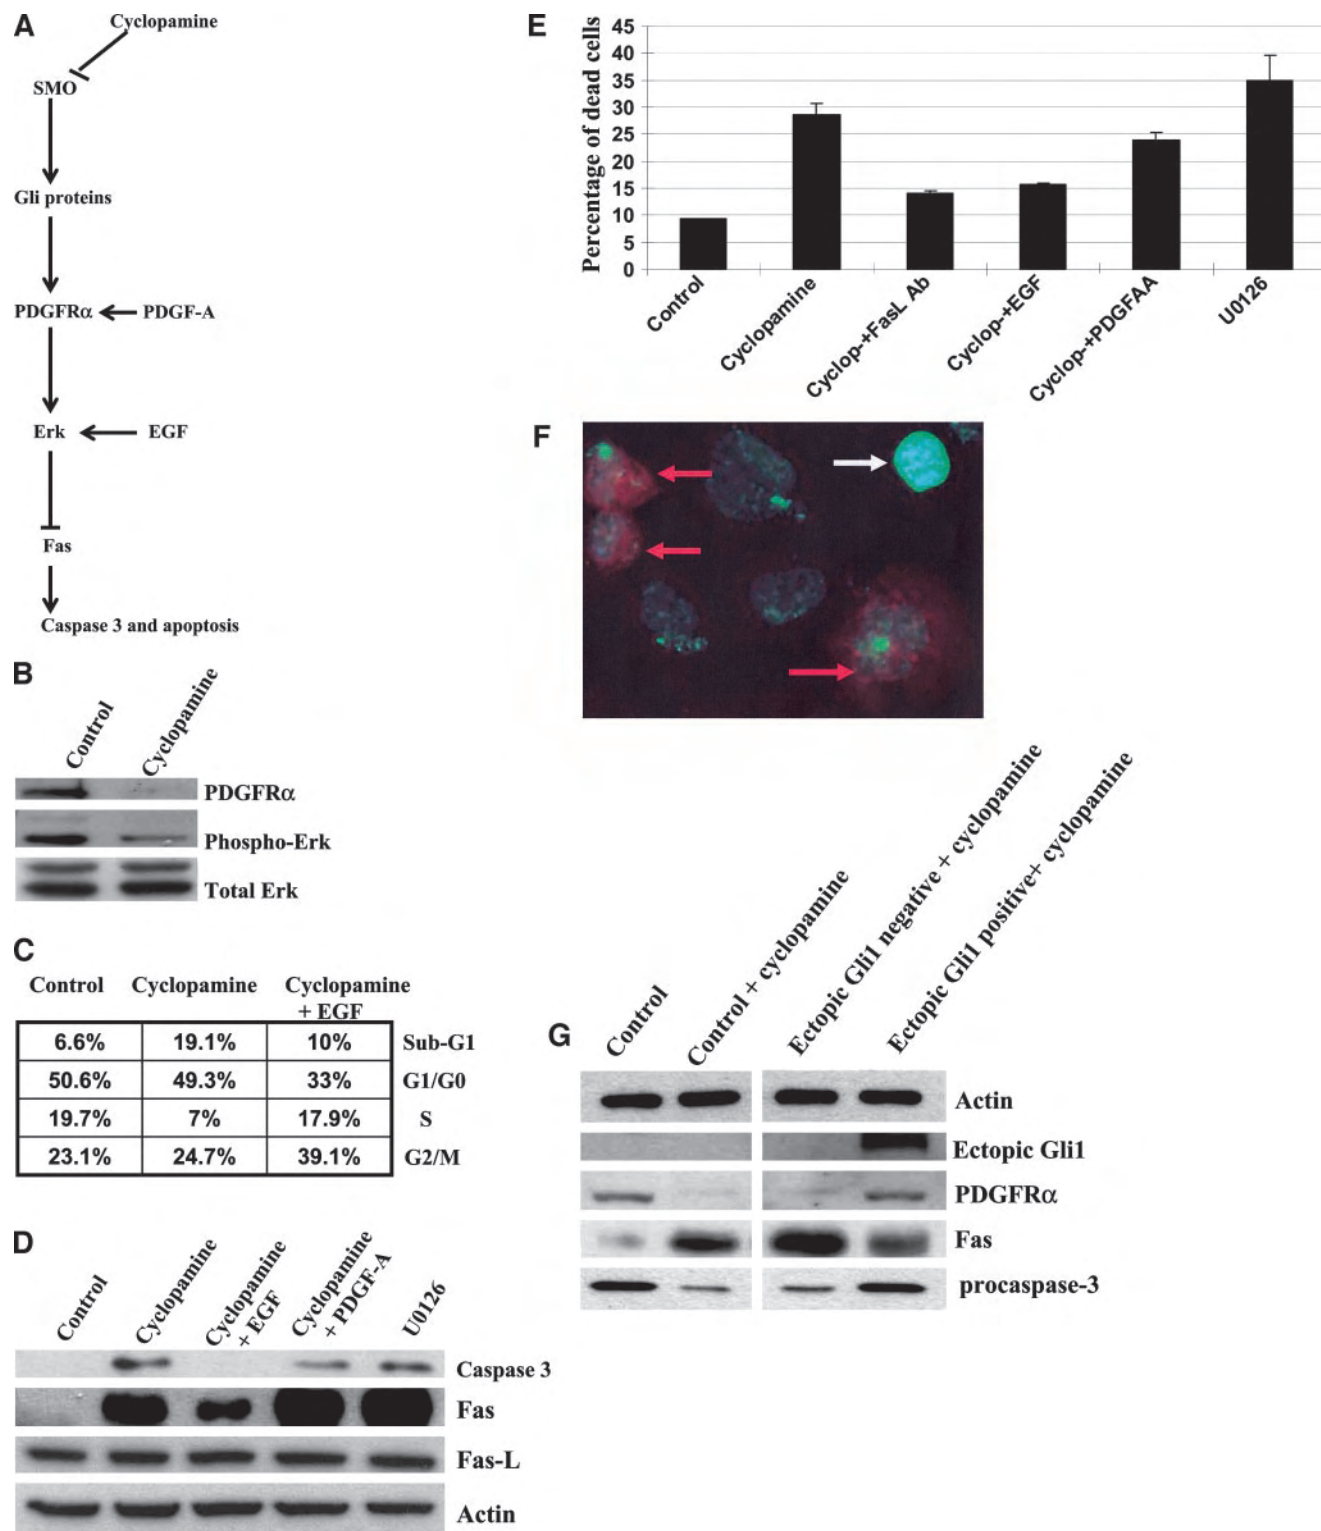 A
Cyclopamine
SMO
Gli proteins
PDGFRα
PDGF-A
Erk
EGF
Fas
Caspase 3 and apoptosis
B
Control
Cyclopamine
PDGFRα
Phospho-Erk
Total Erk
C
Control Cyclopamine Cyclopamine
+ EGF
6.6% 19.1% 10% Sub-G1
50.6% 49.3% 33% G1/G0
19.7% 7% 17.9% S
23.1% 24.7% 39.1% G2/M
D
Control
Cyclopamine
Cyclopamine
+ EGF
Cyclopamine
+ PDGF-A
U0126
Caspase 3
Fas
Fas-L
Actin
E
Percentage of dead cells
45
40
35
30
25
20
15
10
5
0
Control
Cyclopamine
Cyclop-+FasL Ab
Cyclop-+EGF
Cyclop-+PDGFAA
U0126
F
G
Control
Control + cyclopamine
Ectopic Gli1 negative + cyclopamine
Ectopic Gli1 positive+ cyclopamine
Actin
Ectopic Gli1
PDGFRα
Fas
procaspase-3